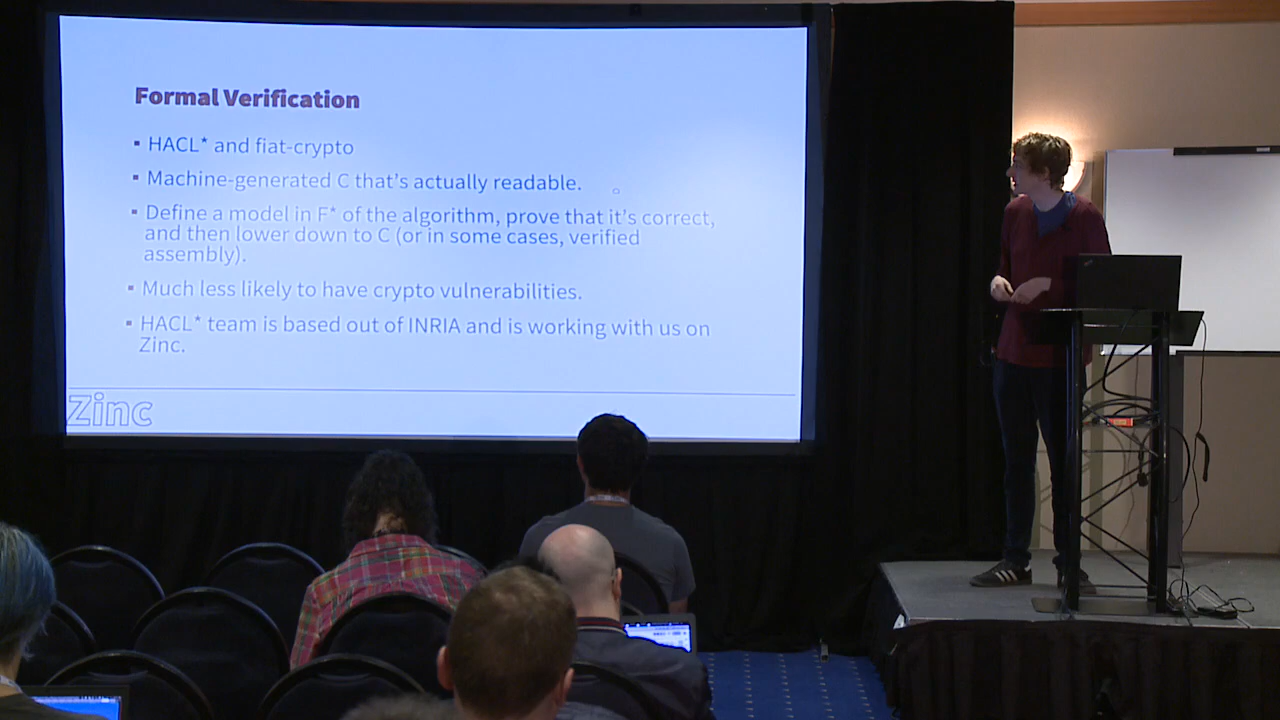 Formal Verification
▪ HACL* and fiat-crypto
▪ Machine-generated C that's actually readable.
▪ Define a model in F* of the algorithm, prove that it's correct,
and then lower down to C (or in some cases, verified
assembly).
▪ Much less likely to have crypto vulnerabilities.
▪ HACL* team is based out of INRIA and is working with us on
Zinc.
Zinc